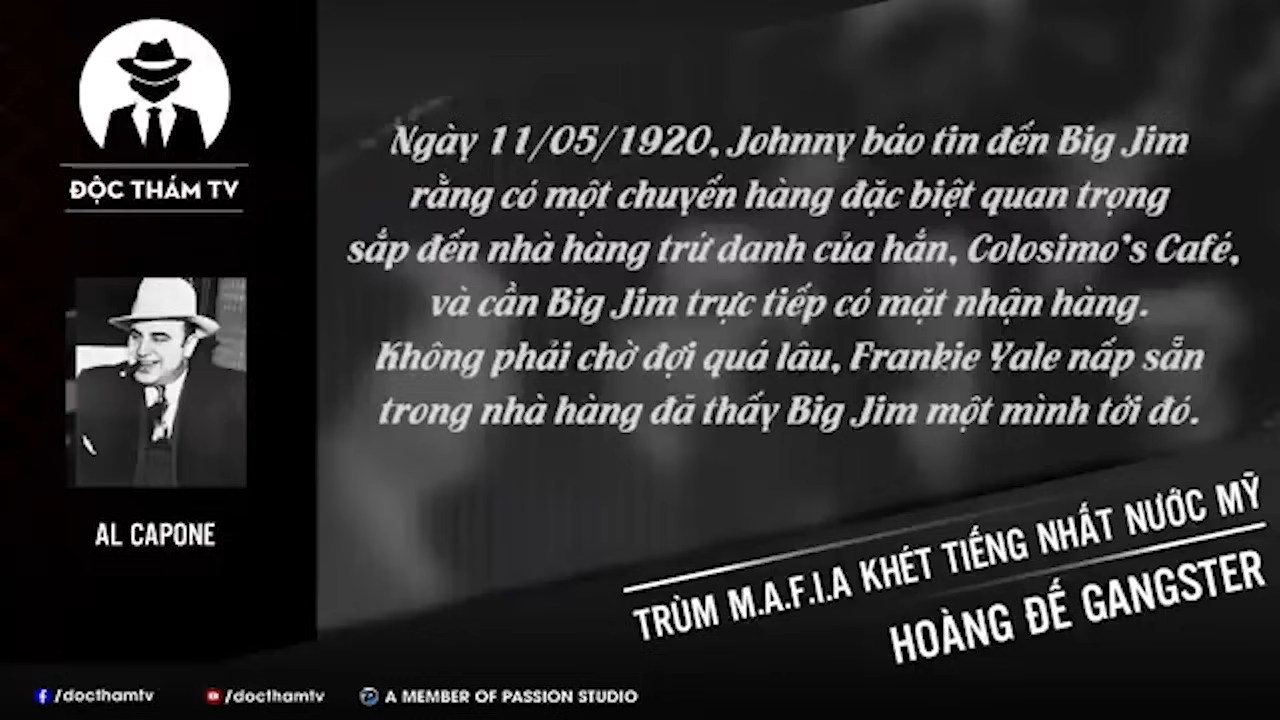 ĐỘC THÁM TV
AL CAPONE
Ngày 11/05/1920, Johnny báo tin đến Big Jim
rằng có một chuyến hàng đặc biệt quan trọng
sắp đến nhà hàng trứ danh của hắn, Colosimo's Café,
và cần Big Jim trực tiếp có mặt nhận hàng.
Không phải chờ đợi quá lâu, Frankie Yale nấp sẵn
trong nhà hàng đã thấy Big Jim một mình tới đó.
TRÙM M.A.F.I.A KHÉT TIẾNG NHẤT NƯỚC MỸ
HOÀNG ĐẾ GANGSTER
/docthamtv
/docthamtv
A MEMBER OF PASSION STUDIO